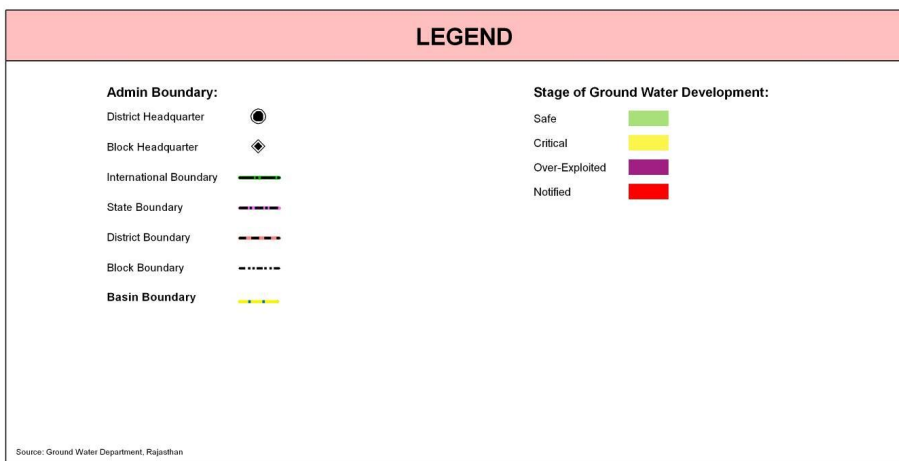 LEGEND
Admin Boundary:
District Headquarter
Block Headquarter
International Boundary
State Boundary
District Boundary
Block Boundary
Basin Boundary
Stage of Ground Water Development:
Safe
Critical
Over-Exploited
Notified
Source: Ground Water Department, Rajasthan